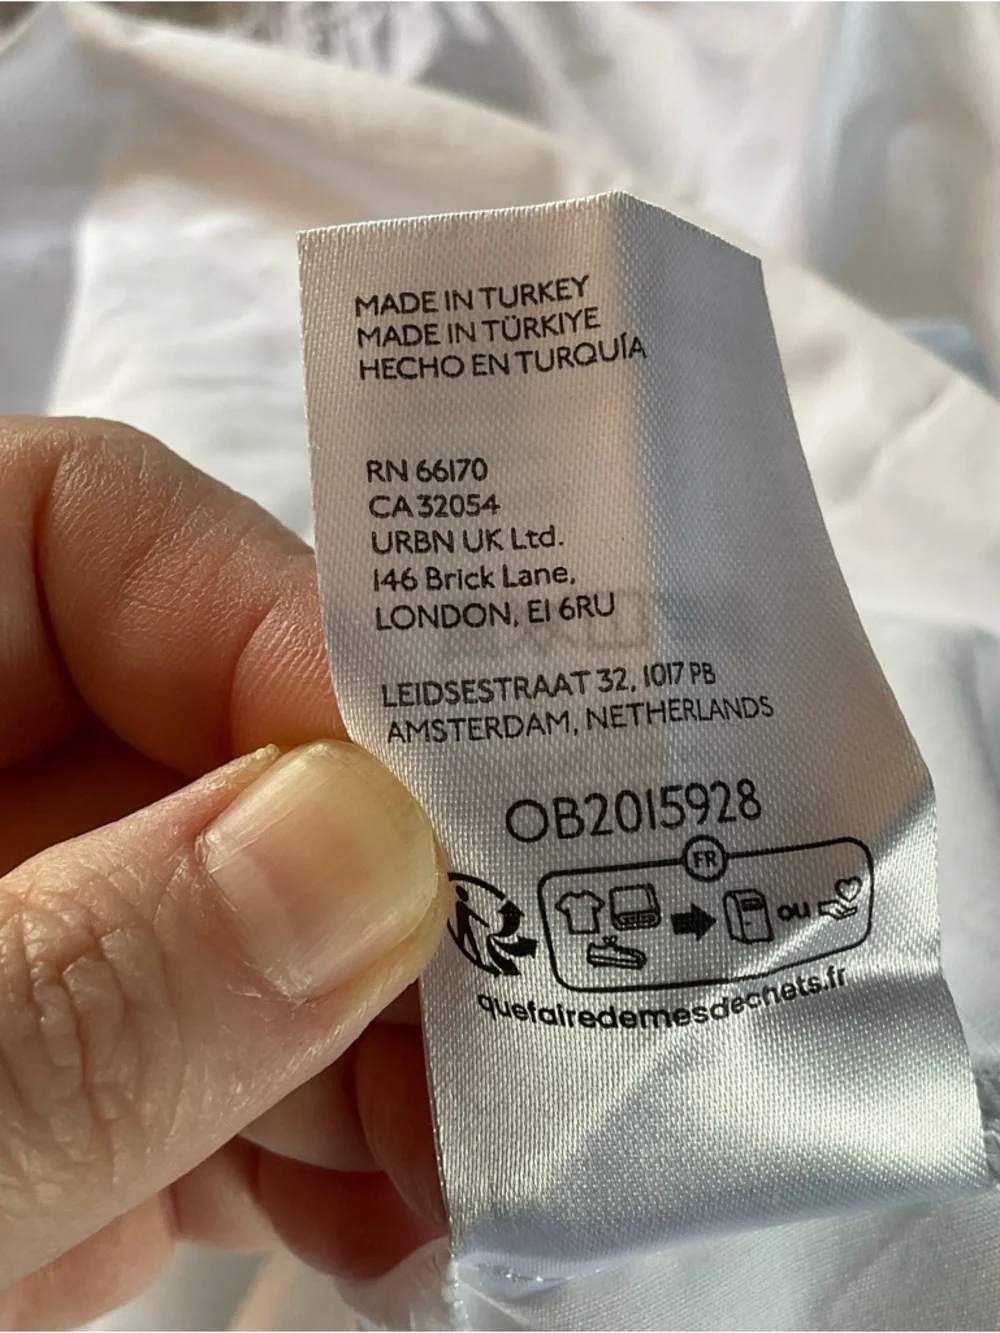 MADE IN TURKEY
MADE IN TÜRKIYE
HECHO EN TURQUÍA
RN 66170
CA 32054
URBN UK Ltd.
146 Brick Lane,
LONDON, E1 6RU
LEIDSESTRAAT 32, 1017 PB
AMSTERDAM, NETHERLANDS
OB2015928
FR
ou
quefairedemesdechets.fr